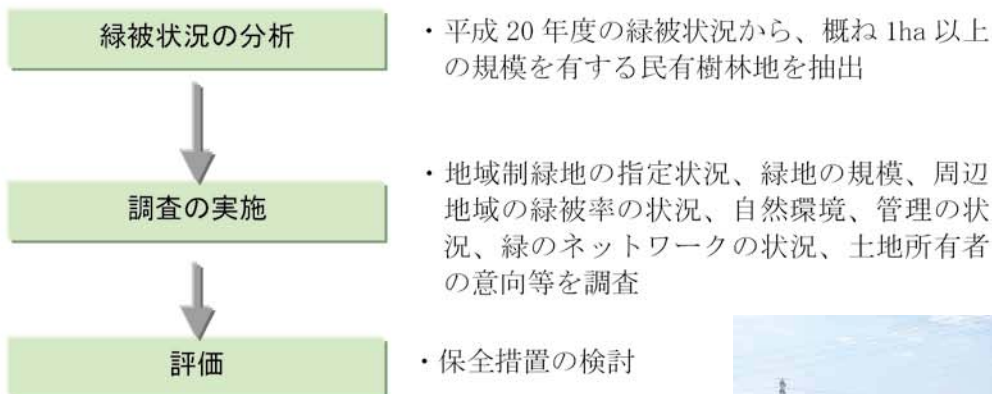 緑被状況の分析
・平成 20 年度の緑被状況から、概ね 1ha 以上
の規模を有する民有樹林地を抽出
調査の実施
・地域制緑地の指定状況、緑地の規模、周辺
地域の緑被率の状況、自然環境、管理の状
況、緑のネットワークの状況、土地所有者
の意向等を調査
評価
・保全措置の検討